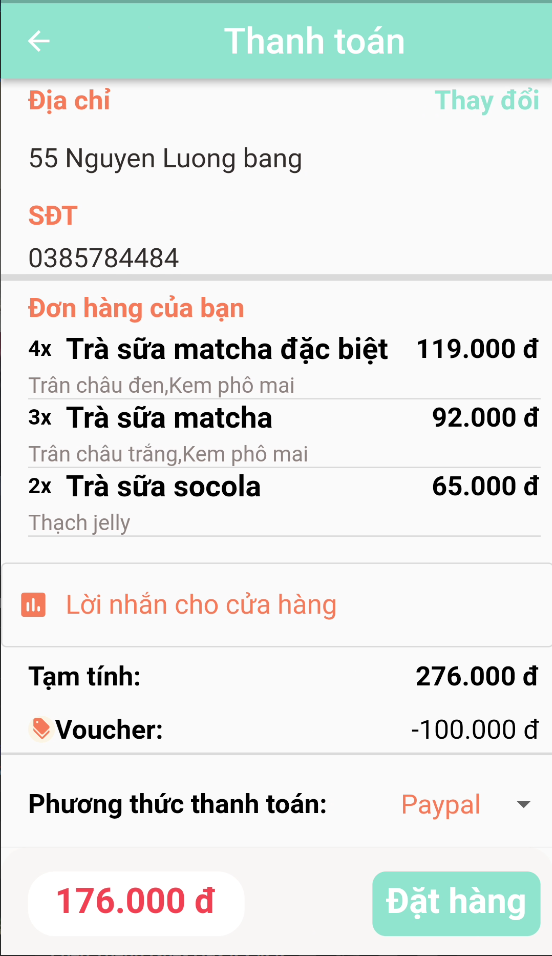 Thanh toán
Địa chỉ Thay đổi
55 Nguyen Luong bang
SĐT
0385784484
Đơn hàng của bạn
4x Trà sữa matcha đặc biệt 119.000 đ
Trân châu đen,Kem phô mai
3x Trà sữa matcha 92.000 đ
Trân châu trắng,Kem phô mai
2x Trà sữa socola 65.000 đ
Thạch jelly
Lời nhắn cho cửa hàng
Tạm tính: 276.000 đ
Voucher: -100.000 đ
Phương thức thanh toán: Paypal
176.000 đ Đặt hàng